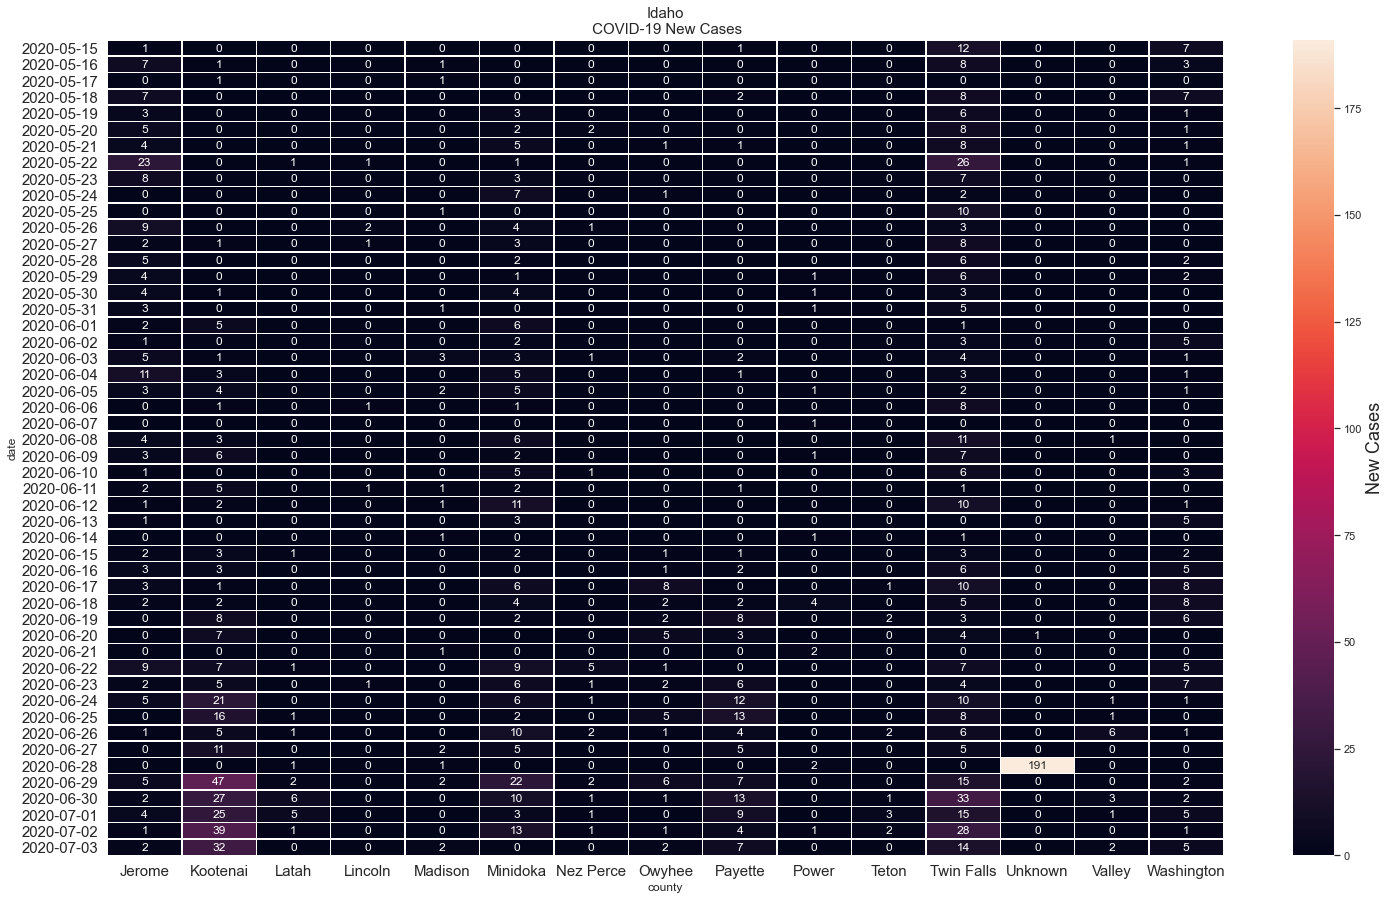 Idaho
COVID-19 New Cases
2020-05-15 1 0 0 0 0 0 0 0 1 0 0 12 0 0 7
2020-05-16 7 1 0 0 1 0 0 0 0 0 0 8 0 0 3
2020-05-17 0 1 0 0 1 0 0 0 0 0 0 0 0 0 0
2020-05-18 7 0 0 0 0 0 0 0 2 0 0 8 0 0 7
2020-05-19 3 0 0 0 0 3 0 0 0 0 0 6 0 0 1
2020-05-20 5 0 0 0 0 2 2 0 0 0 0 8 0 0 1
2020-05-21 4 0 0 0 0 5 0 1 1 0 0 8 0 0 1
2020-05-22 23 0 1 1 0 1 0 0 0 0 0 26 0 0 1
2020-05-23 8 0 0 0 0 3 0 0 0 0 0 7 0 0 0
2020-05-24 0 0 0 0 0 7 0 1 0 0 0 2 0 0 0
2020-05-25 0 0 0 0 1 0 0 0 0 0 0 10 0 0 0
2020-05-26 9 0 0 2 0 4 1 0 0 0 0 3 0 0 0
2020-05-27 2 1 0 1 0 3 0 0 0 0 0 8 0 0 0
2020-05-28 5 0 0 0 0 2 0 0 0 0 0 6 0 0 2
2020-05-29 4 0 0 0 0 1 0 0 0 1 0 6 0 0 2
2020-05-30 4 1 0 0 0 4 0 0 0 1 0 3 0 0 0
2020-05-31 3 0 0 0 1 0 0 0 0 1 0 5 0 0 0
2020-06-01 2 5 0 0 0 6 0 0 0 0 0 1 0 0 0
2020-06-02 1 0 0 0 0 2 0 0 0 0 0 3 0 0 5
2020-06-03 5 1 0 0 3 3 1 0 2 0 0 4 0 0 1
2020-06-04 11 3 0 0 0 5 0 0 1 0 0 3 0 0 1
2020-06-05 3 4 0 0 2 5 0 0 0 1 0 2 0 0 1
2020-06-06 0 1 0 1 0 1 0 0 0 0 0 8 0 0 0
2020-06-07 0 0 0 0 0 0 0 0 0 1 0 0 0 0 0
2020-06-08 4 3 0 0 0 6 0 0 0 0 0 11 0 1 0
2020-06-09 3 6 0 0 0 2 0 0 0 1 0 7 0 0 0
2020-06-10 1 0 0 0 0 5 1 0 0 0 0 6 0 0 3
2020-06-11 2 5 0 1 1 2 0 0 1 0 0 1 0 0 0
2020-06-12 1 2 0 0 1 11 0 0 0 0 0 10 0 0 1
2020-06-13 1 0 0 0 0 3 0 0 0 0 0 0 0 0 5
2020-06-14 0 0 0 0 1 0 0 0 0 1 0 1 0 0 0
2020-06-15 2 3 1 0 0 2 0 1 1 0 0 3 0 0 2
2020-06-16 3 3 0 0 0 0 0 1 2 0 0 6 0 0 5
2020-06-17 3 1 0 0 0 6 0 8 0 0 1 10 0 0 8
2020-06-18 2 2 0 0 0 4 0 2 2 4 0 5 0 0 8
2020-06-19 0 8 0 0 0 2 0 2 8 0 2 3 0 0 6
2020-06-20 0 7 0 0 0 0 0 5 3 0 0 4 1 0 0
2020-06-21 0 0 0 0 1 0 0 0 0 2 0 0 0 0 0
2020-06-22 9 7 1 0 0 9 5 1 0 0 0 7 0 0 5
2020-06-23 2 5 0 1 0 6 1 2 6 0 0 4 0 0 7
2020-06-24 5 21 0 0 0 6 1 0 12 0 0 10 0 1 1
2020-06-25 0 16 1 0 0 2 0 5 13 0 0 8 0 1 0
2020-06-26 1 5 1 0 0 10 2 1 4 0 2 6 0 6 1
2020-06-27 0 11 0 0 2 5 0 0 5 0 0 5 0 0 0
2020-06-28 0 0 1 0 1 0 0 0 0 2 0 0 191 0 0
2020-06-29 5 47 2 0 2 22 2 6 7 0 0 15 0 0 2
2020-06-30 2 27 6 0 0 10 1 1 13 0 1 33 0 3 2
2020-07-01 4 25 5 0 0 3 1 0 9 0 3 15 0 1 5
2020-07-02 1 39 1 0 0 13 1 1 4 1 2 28 0 0 1
2020-07-03 2 32 0 0 2 0 0 2 7 0 0 14 0 2 5
Jerome Kootenai Latah Lincoln Madison Minidoka Nez Perce Owyhee Payette Power Teton Twin Falls Unknown Valley Washington
county
date
175
150
125
100
75
50
25
0
New Cases